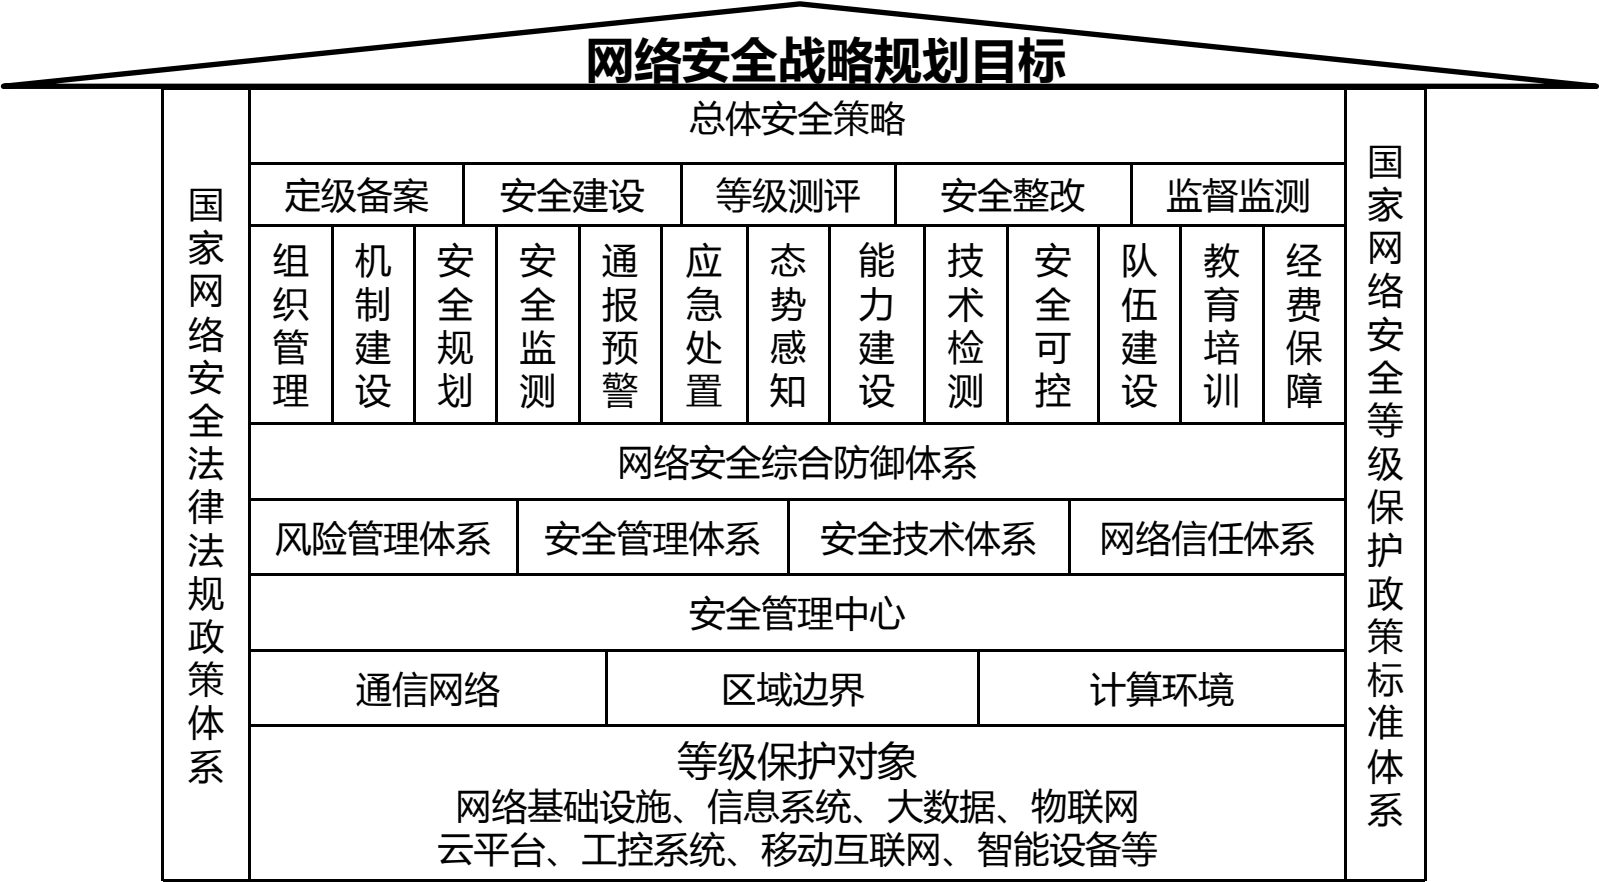 网络安全战略规划目标
国家网络安全法律法规政策体系
总体安全策略
定级备案
安全建设
等级测评
安全整改
监督监测
组织管理
机制建设
安全规划
安全监测
通报预警
应急处置
态势感知
能力建设
技术检测
安全可控
队伍建设
教育培训
经费保障
网络安全综合防御体系
风险管理体系
安全管理体系
安全技术体系
网络信任体系
安全管理中心
通信网络
区域边界
计算环境
等级保护对象
网络基础设施、信息系统、大数据、物联网
云平台、工控系统、移动互联网、智能设备等
国家网络安全等级保护政策标准体系